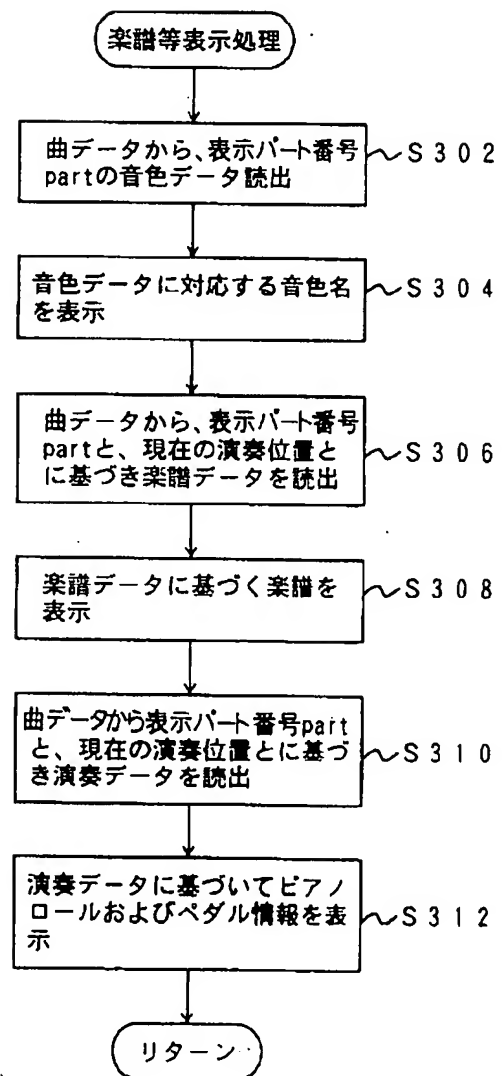 楽譜等表示処理
曲データから、表示パート番号
partの音色データ読出
S302
音色データに対応する音色名
を表示
S304
曲データから、表示パート番号
partと、現在の演奏位置と
に基づき楽譜データを読出
S306
楽譜データに基づく楽譜を
表示
S308
曲データから表示パート番号part
と、現在の演奏位置とに基づ
き演奏データを読出
S310
演奏データに基づいてピアノ
ロールおよびペダル情報を表
示
S312
リターン